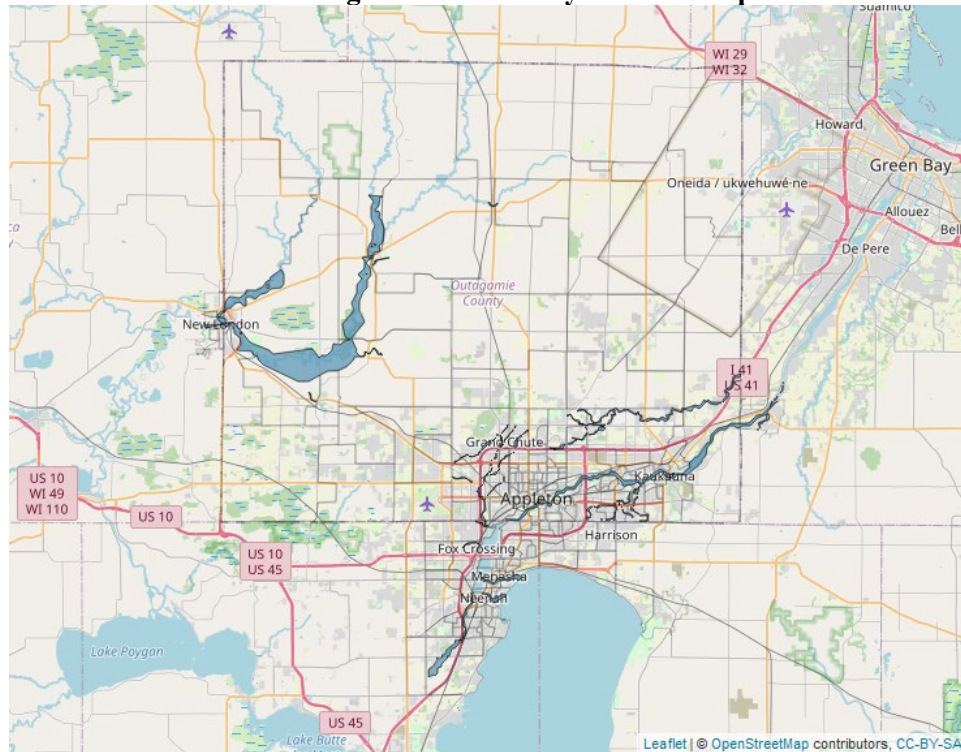 Suamico
WI 29
WI 32
Howard
Green Bay
Oneida / ukwehuwé-ne
Allouez
De Pere
Outagamie
County
New London
I 41
US 41
Grand Chute
US 10
WI 49
WI 110
Kaukauna
Appleton
US 10
Harrison
US 10
US 45
Fox Crossing
Menasha
Neenah
Lake Poygan
US 45
Lake Butte
Leaflet | © OpenStreetMap contributors, CC-BY-SA